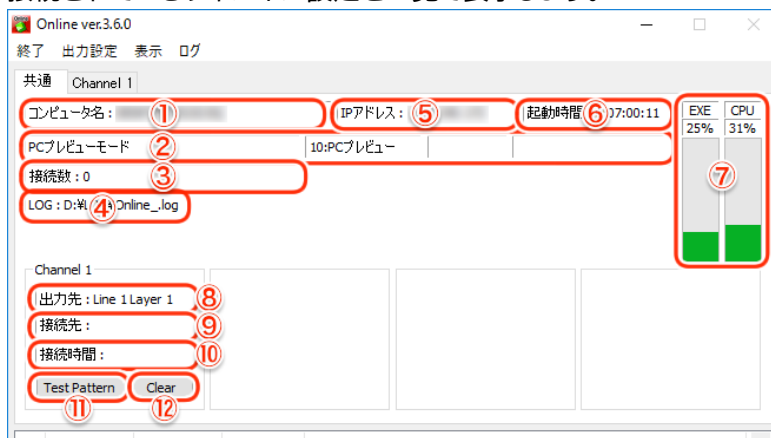 Online ver.3.6.0
終了 出力設定 表示 ログ
共通 Channel 1
コンピュータ名: ① IPアドレス: ⑤ 起動時間 ⑥ 07:00:11 EXE CPU
25% 31%
PCプレビューモード ② 10:PCプレビュー
接続数:0 ③ ⑦
LOG : D:¥ ④ Online_.log
Channel 1
出力先:Line 1 Layer 1 ⑧
接続先: ⑨
接続時間: ⑩
Test Pattern Clear
⑪ ⑫